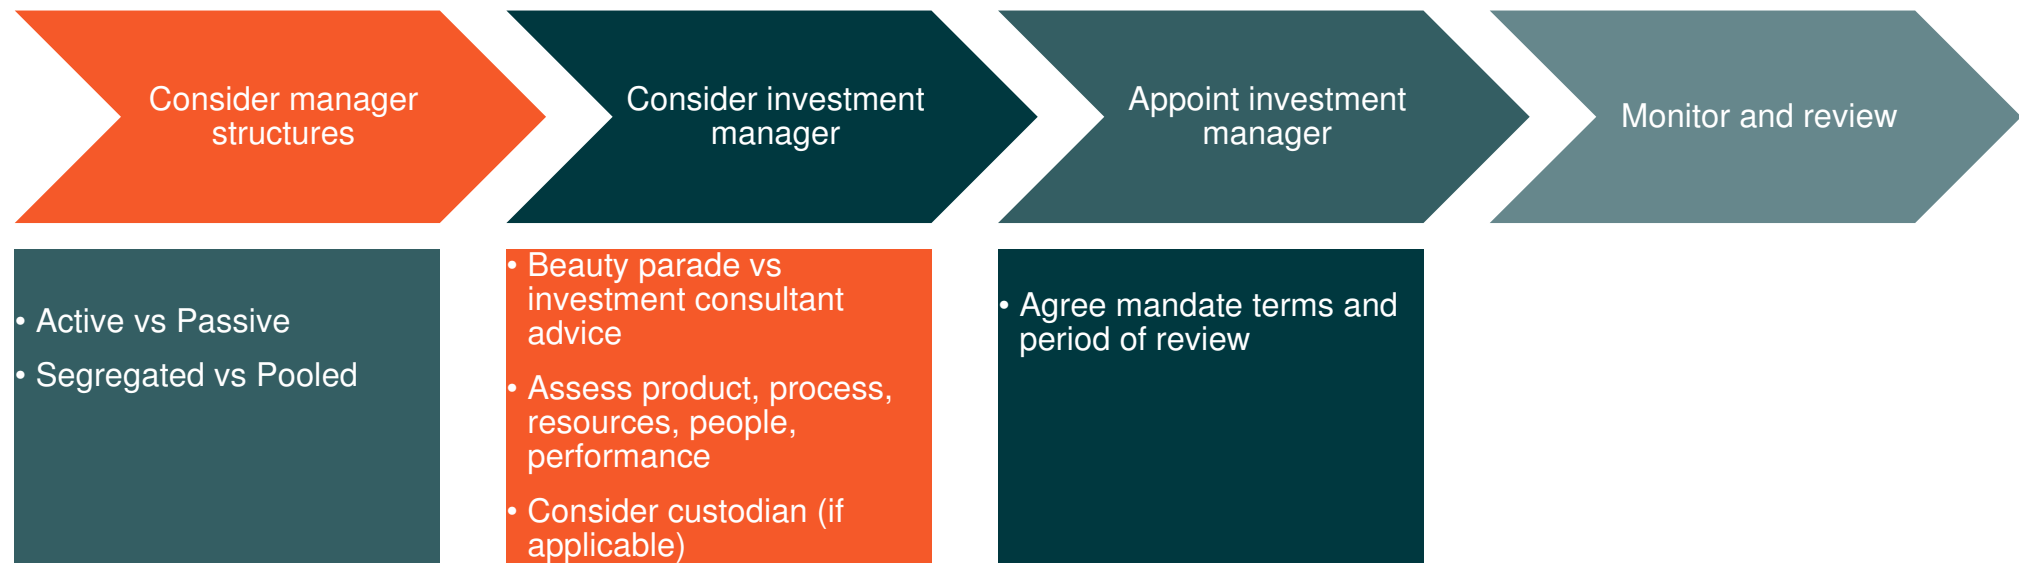 Consider manager
structures
Consider investment
manager
Appoint investment
manager
Monitor and review
• Active vs Passive
• Segregated vs Pooled
• Beauty parade vs
investment consultant
advice
• Assess product, process,
resources, people,
performance
• Consider custodian (if
applicable)
• Agree mandate terms and
period of review